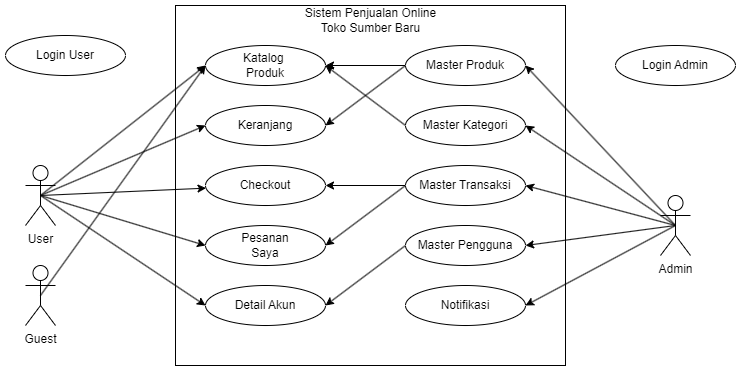 Sistem Penjualan Online
Toko Sumber Baru
Login User
Katalog
Produk
Master Produk
Login Admin
Keranjang
Master Kategori
Checkout
Master Transaksi
User
Pesanan
Saya
Master Pengguna
Admin
Detail Akun
Notifikasi
Guest